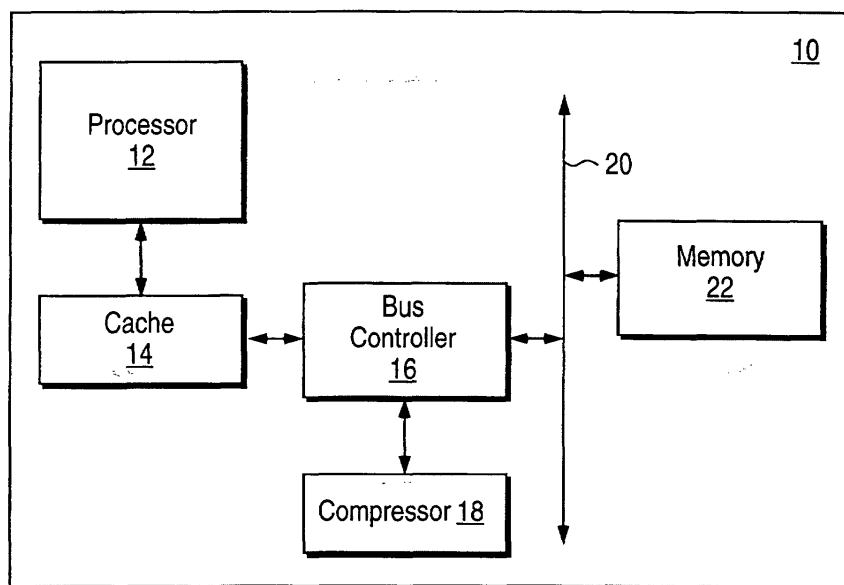 10
Processor
12
20
Memory
22
Cache
14
Bus
Controller
16
Compressor 18